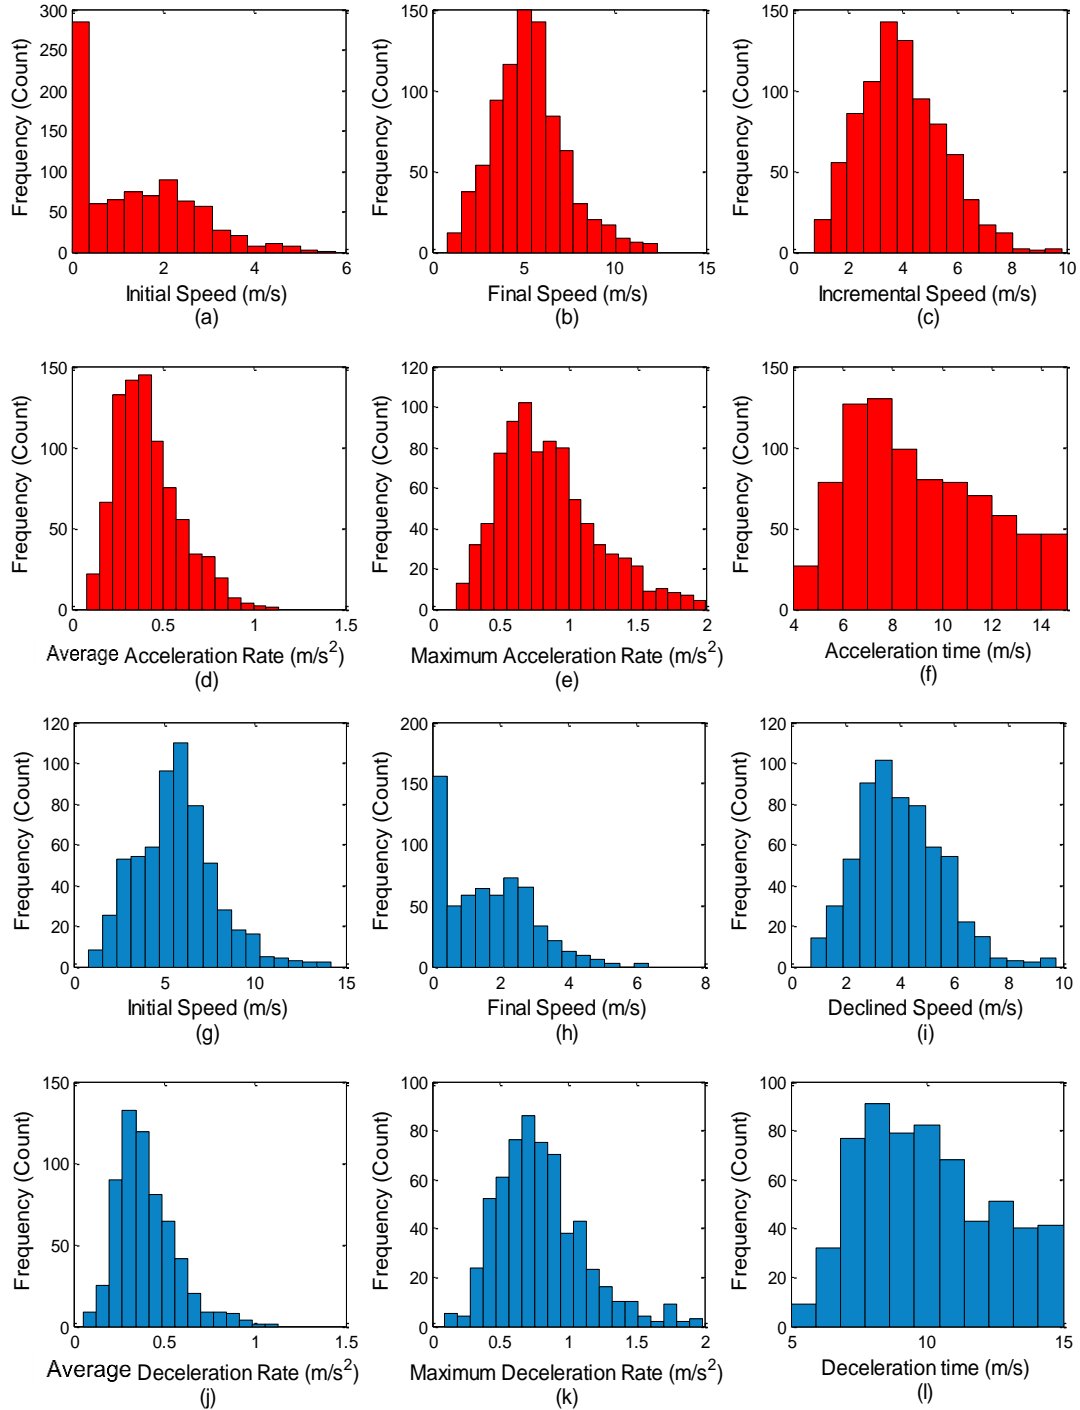 300
250
200
150
100
50
0
0 2 4 6
Frequency (Count)
Initial Speed (m/s)
(a)
150
100
50
0
0 5 10 15
Frequency (Count)
Final Speed (m/s)
(b)
150
100
50
0
0 2 4 6 8 10
Frequency (Count)
Incremental Speed (m/s)
(c)
150
100
50
0
0 0.5 1 1.5
Frequency (Count)
Average Acceleration Rate (m/s²)
(d)
120
100
80
60
40
20
0
0 0.5 1 1.5 2
Frequency (Count)
Maximum Acceleration Rate (m/s²)
(e)
150
100
50
0
4 6 8 10 12 14
Frequency (Count)
Acceleration time (m/s)
(f)
120
100
80
60
40
20
0
0 5 10 15
Frequency (Count)
Initial Speed (m/s)
(g)
200
150
100
50
0
0 2 4 6 8
Frequency (Count)
Final Speed (m/s)
(h)
120
100
80
60
40
20
0
0 2 4 6 8 10
Frequency (Count)
Declined Speed (m/s)
(i)
150
100
50
0
0 0.5 1 1.5
Frequency (Count)
Average Deceleration Rate (m/s²)
(j)
100
80
60
40
20
0
0 0.5 1 1.5 2
Frequency (Count)
Maximum Deceleration Rate (m/s²)
(k)
100
80
60
40
20
0
5 10 15
Frequency (Count)
Deceleration time (m/s)
(l)